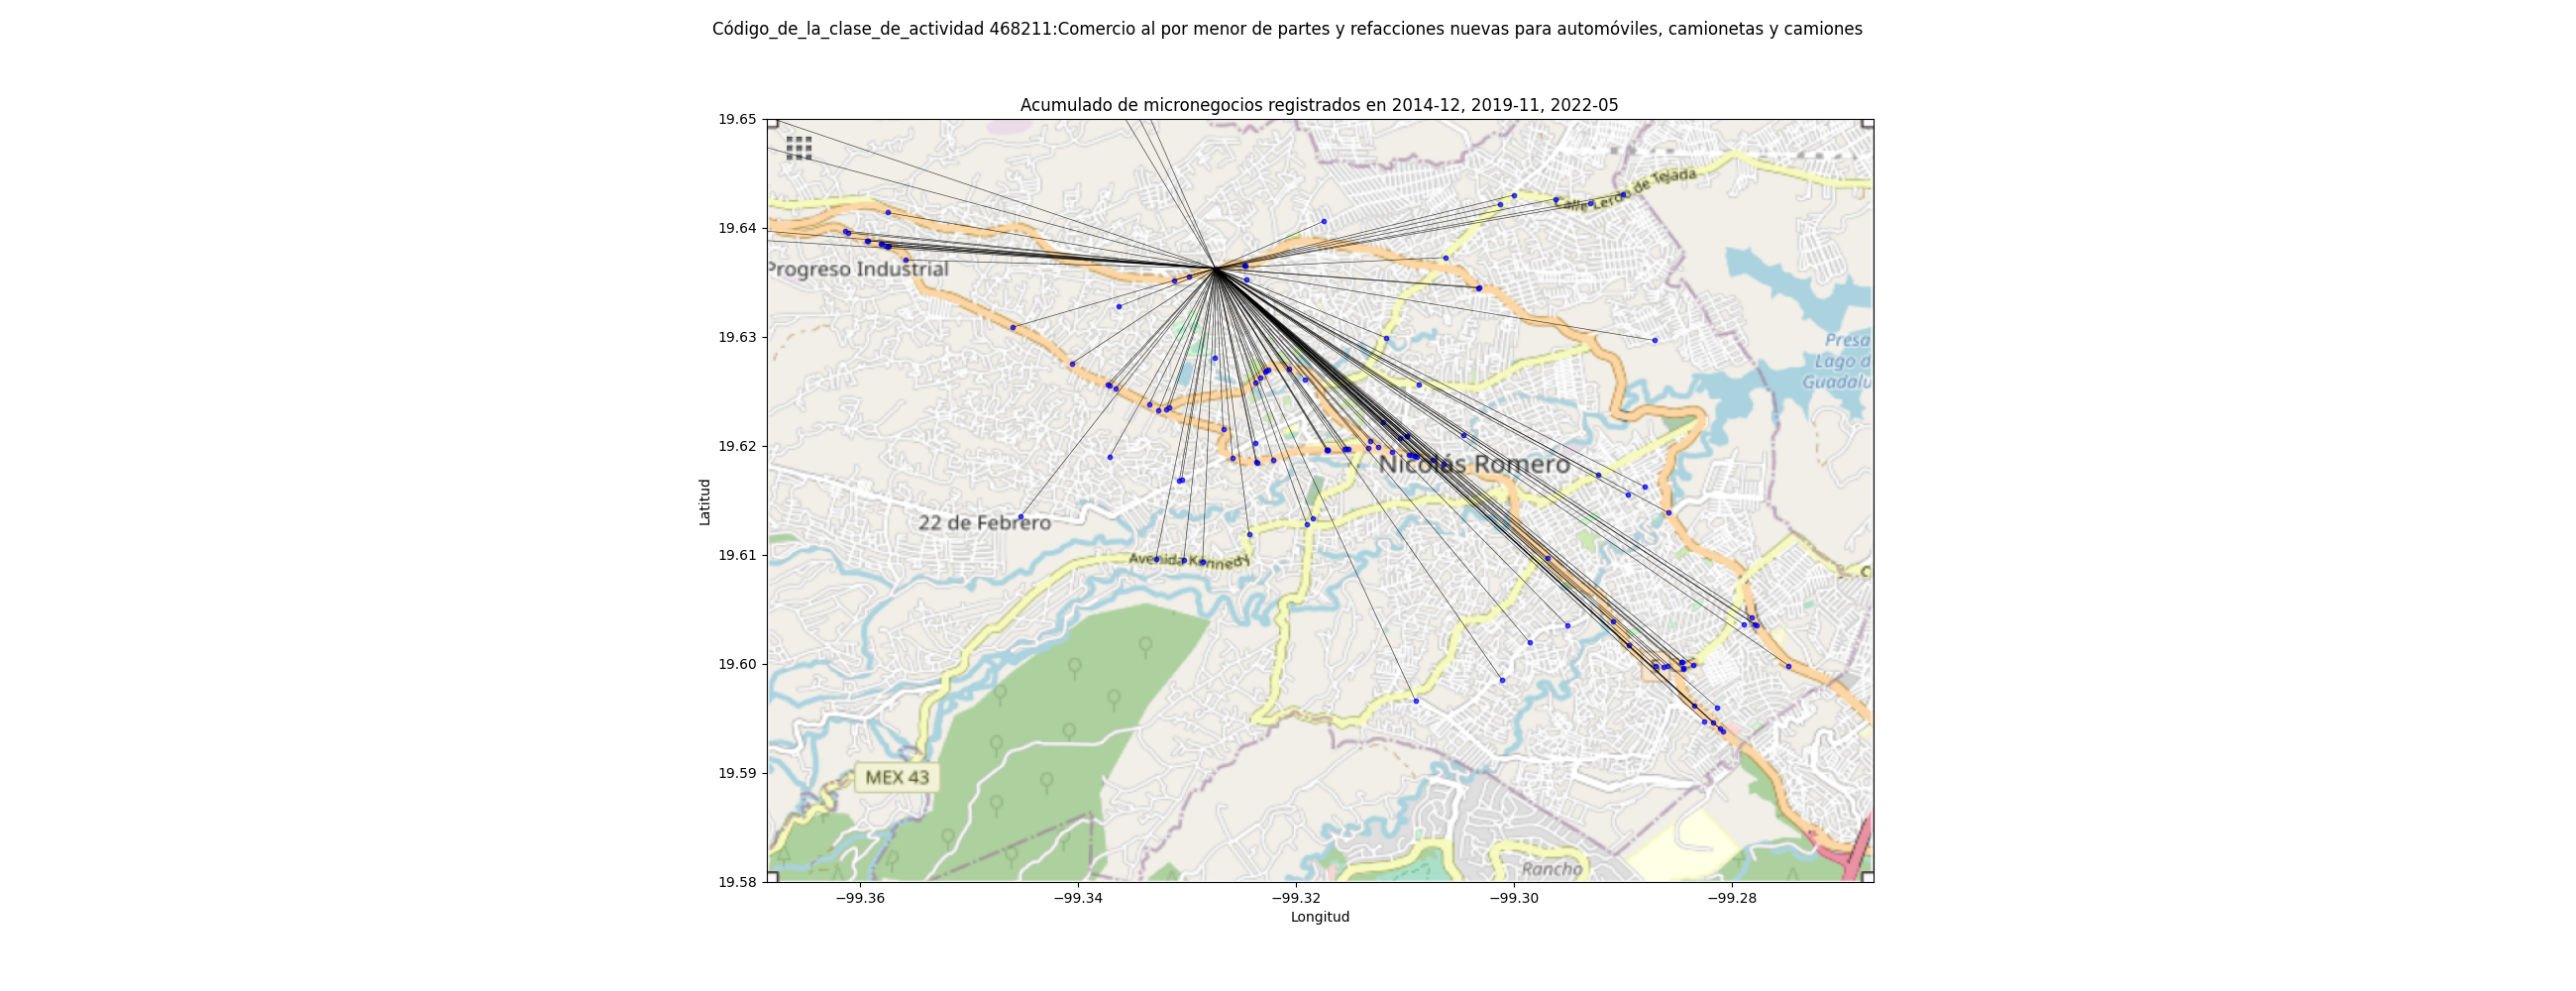 Código_de_la_clase_de_actividad 468211:Comercio al por menor de partes y refacciones nuevas para automóviles, camionetas y camiones
Acumulado de micronegocios registrados en 2014-12, 2019-11, 2022-05
19.65
19.64
19.63
19.62
19.61
19.60
19.59
19.58
Latitud
Calle Lerdo de Tejada
Progreso Industrial
Presa
Lago d
Guadalu
Nicolás Romero
22 de Febrero
Avenida Kennedy
MEX 43
Rancho
−99.36
−99.34
−99.32
−99.30
−99.28
Longitud